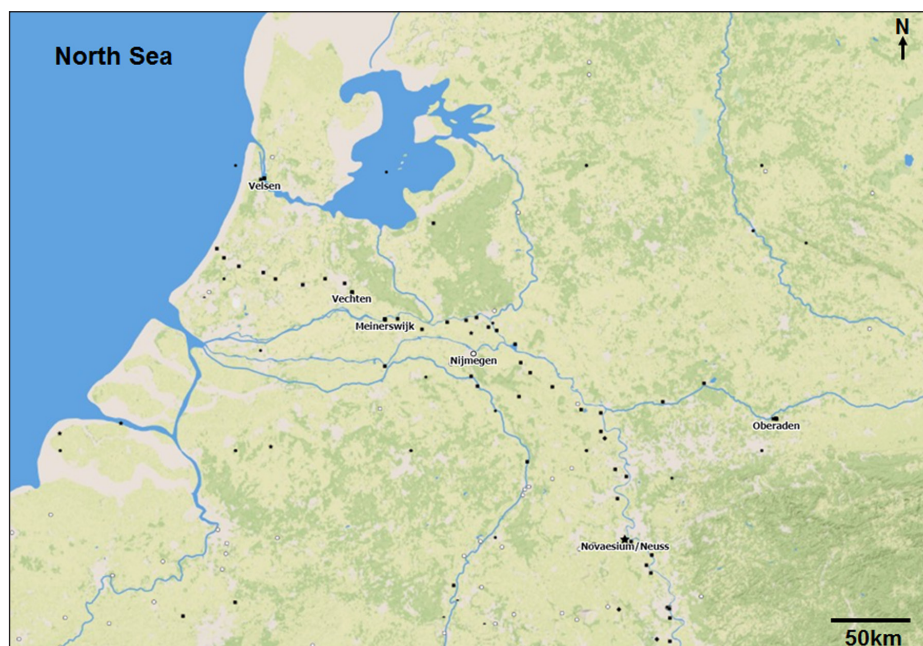 North Sea
N
Velsen
Vechten
Meinerswijk
Nijmegen
Oberaden
Novaesium/Neuss
50km